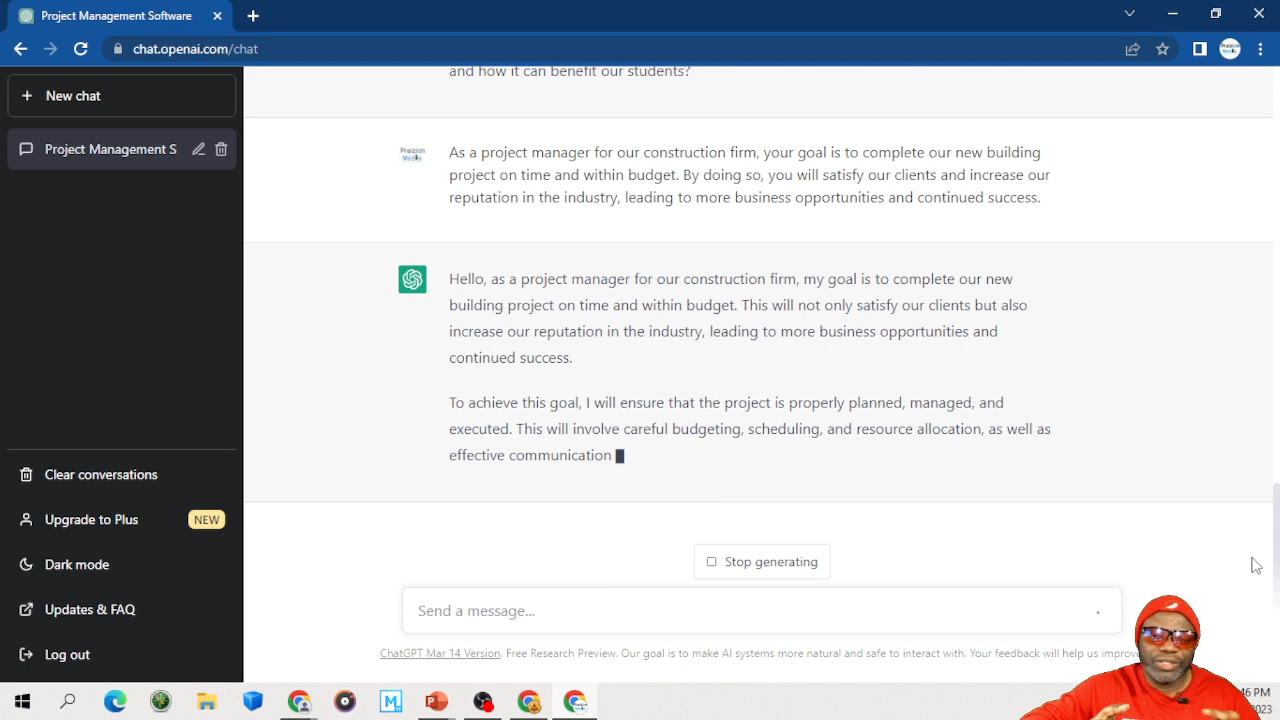 Project Management Software
chat.openai.com/chat
New chat
Project Management S
Clear conversations
Upgrade to Plus
NEW
Dark mode
Updates & FAQ
Log out
and how it can benefit our students?
Praizion
Media
As a project manager for our construction firm, your goal is to complete our new building
project on time and within budget. By doing so, you will satisfy our clients and increase our
reputation in the industry, leading to more business opportunities and continued success.
Hello, as a project manager for our construction firm, my goal is to complete our new
building project on time and within budget. This will not only satisfy our clients but also
increase our reputation in the industry, leading to more business opportunities and
continued success.
To achieve this goal, I will ensure that the project is properly planned, managed, and
executed. This will involve careful budgeting, scheduling, and resource allocation, as well as
effective communication
Stop generating
Send a message...
ChatGPT Mar 14 Version. Free Research Preview. Our goal is to make AI systems more natural and safe to interact with. Your feedback will help us improve
:46 PM
2023